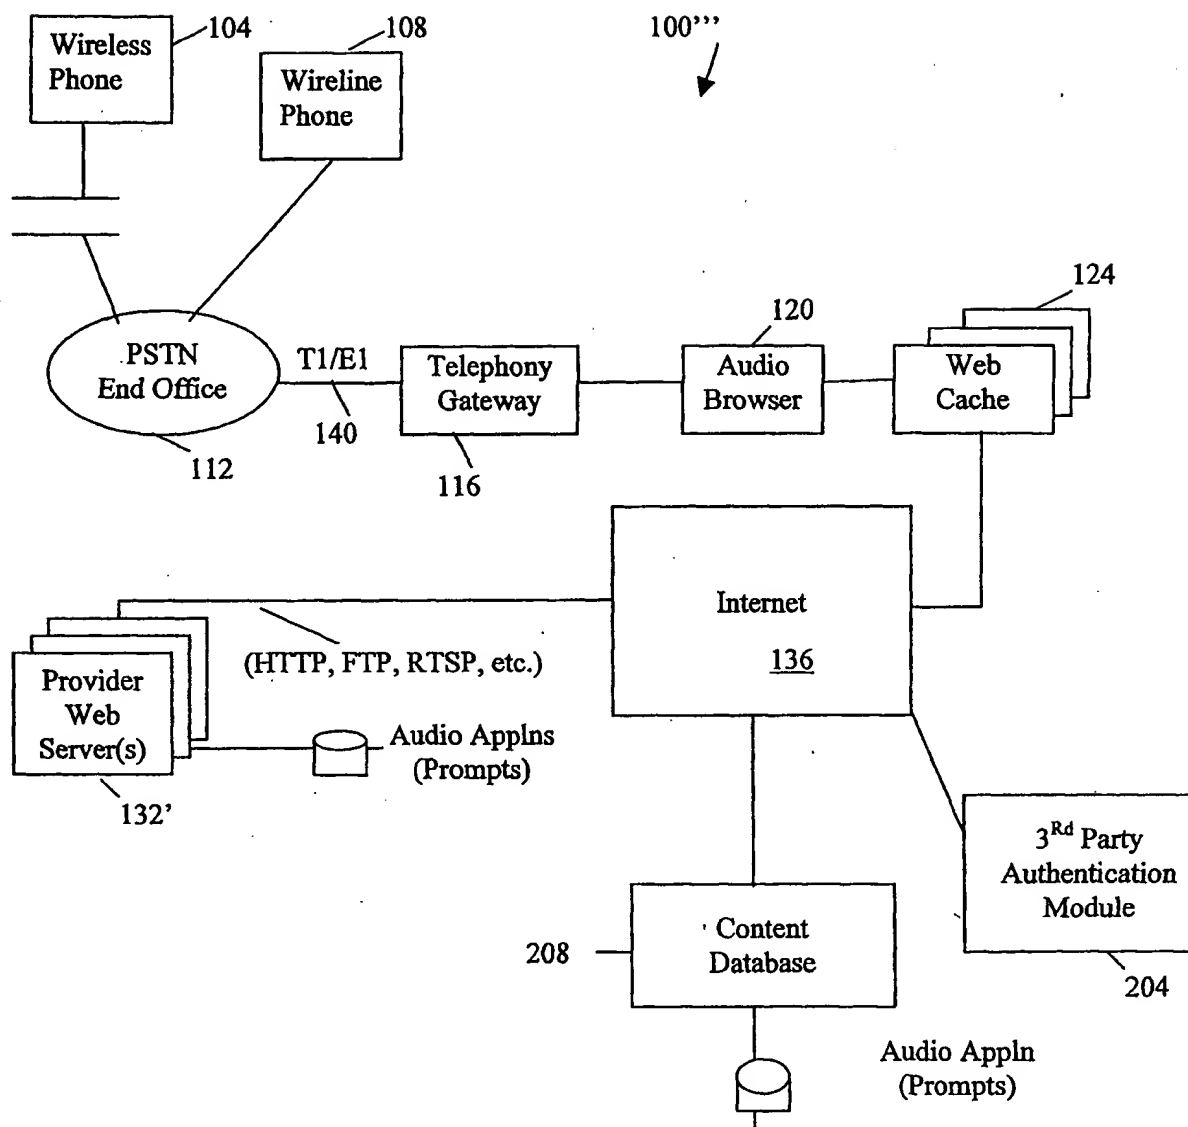 104
108
100’’’
Wireless
Phone
Wireline
Phone
124
120
PSTN
End Office
T1/E1
140
Telephony
Gateway
Audio
Browser
Web
Cache
112
116
Internet
136
(HTTP, FTP, RTSP, etc.)
Provider
Web
Server(s)
Audio Applns
(Prompts)
132’
3Rd Party
Authentication
Module
208
Content
Database
204
Audio Appln
(Prompts)